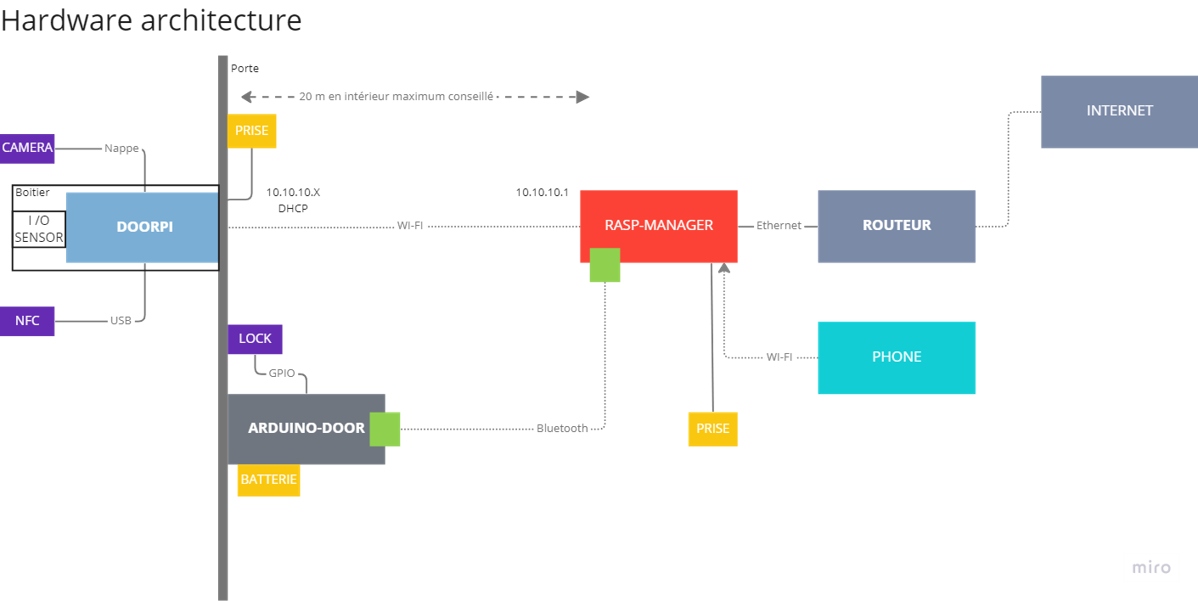 Hardware architecture
Porte
20 m en intérieur maximum conseillé
INTERNET
PRISE
CAMERA
Nappe
Boitier
I /O
SENSOR
DOORPI
10.10.10.X
DHCP
WI-FI
10.10.10.1
RASP-MANAGER
Ethernet
ROUTEUR
NFC
USB
LOCK
GPIO
ARDUINO-DOOR
BATTERIE
Bluetooth
WI-FI
PHONE
PRISE
miro